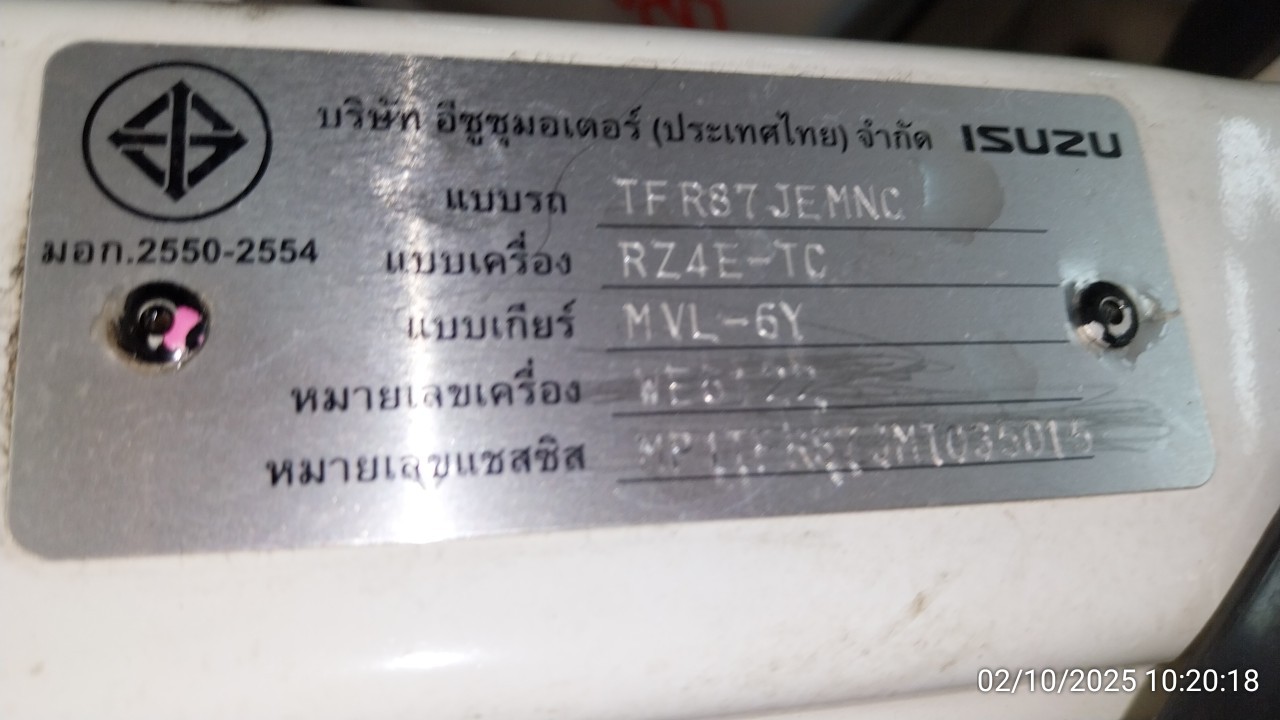 บริษัท อีซูซุมอเตอร์ (ประเทศไทย) จำกัด ISUZU
แบบรถ TFR87JEMNC
มอก.2550-2554
แบบเครื่อง RZ4E-TC
แบบเกียร์ MVL-6Y
หมายเลขเครื่อง
หมายเลขแชสซิส MP1TFR87JMT035015
02/10/2025 10:20:18